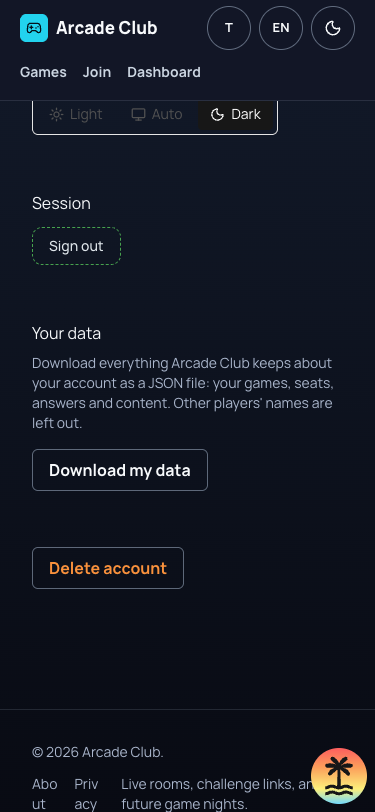 Arcade Club
T
EN
Games
Join
Dashboard
Light
Auto
Dark
Session
Sign out
Your data
Download everything Arcade Club keeps about
your account as a JSON file: your games, seats,
answers and content. Other players' names are
left out.
Download my data
Delete account
© 2026 Arcade Club.
Abo
ut
Priv
acy
Live rooms, challenge links,
future game nights.